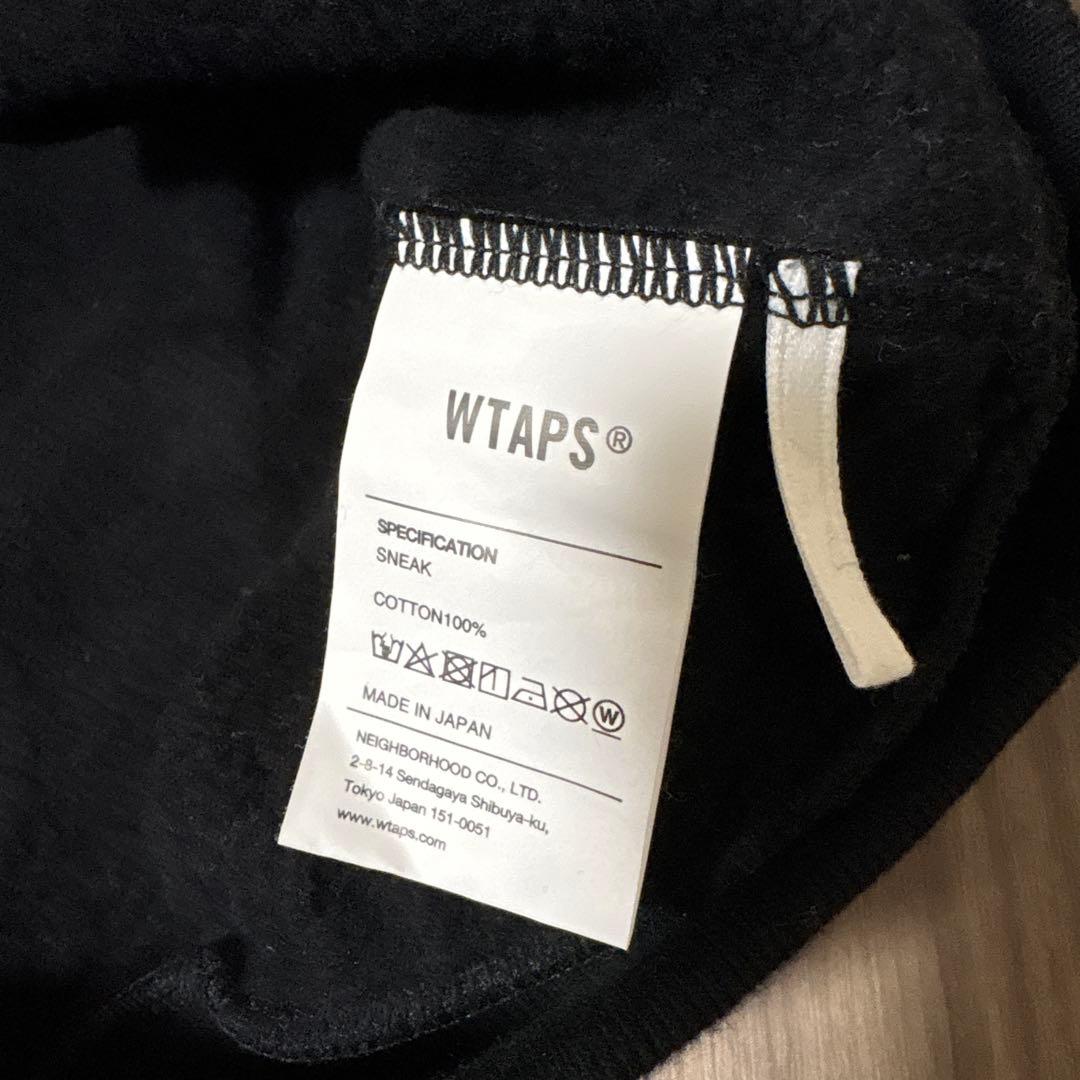 WTAPS®
SPECIFICATION
SNEAK
COTTON100%
W
MADE IN JAPAN
NEIGHBORHOOD CO., LTD.
2-8-14 Sendagaya Shibuya-ku,
Tokyo Japan 151-0051
www.wtaps.com